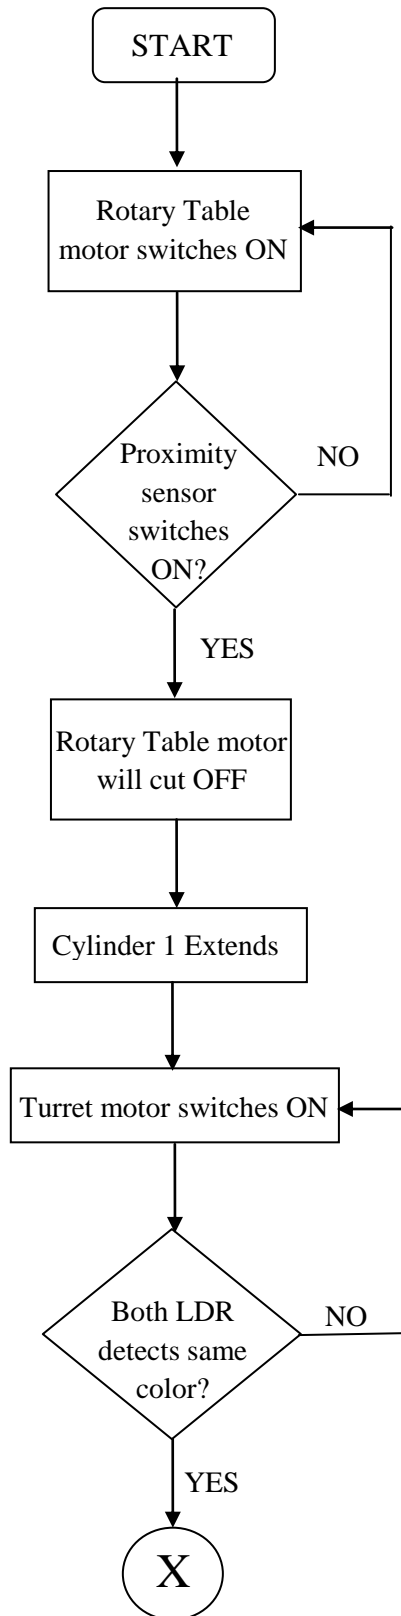 START
Rotary Table
motor switches ON
Proximity
sensor
switches
ON?
NO
YES
Rotary Table motor
will cut OFF
Cylinder 1 Extends
Turret motor switches ON
Both LDR
detects same
color?
NO
YES
X